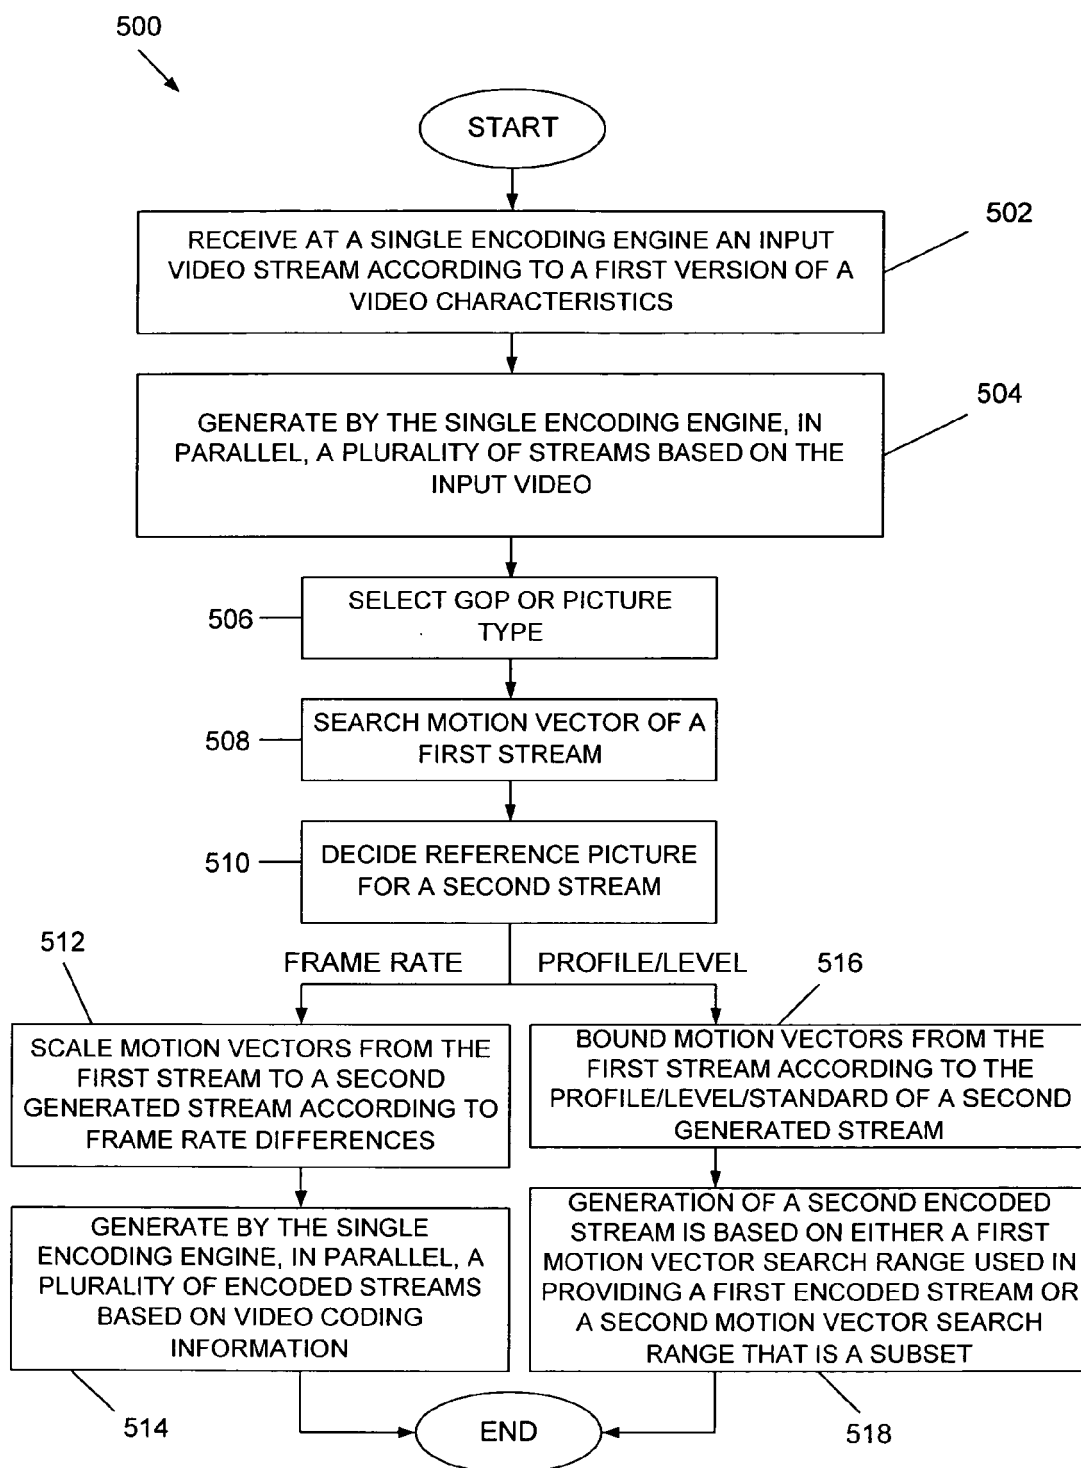 500
START
502
RECEIVE AT A SINGLE ENCODING ENGINE AN INPUT
VIDEO STREAM ACCORDING TO A FIRST VERSION OF A
VIDEO CHARACTERISTICS
504
GENERATE BY THE SINGLE ENCODING ENGINE, IN
PARALLEL, A PLURALITY OF STREAMS BASED ON THE
INPUT VIDEO
506
SELECT GOP OR PICTURE
TYPE
508
SEARCH MOTION VECTOR OF A
FIRST STREAM
510
DECIDE REFERENCE PICTURE
FOR A SECOND STREAM
FRAME RATE
PROFILE/LEVEL
512
SCALE MOTION VECTORS FROM THE
FIRST STREAM TO A SECOND
GENERATED STREAM ACCORDING TO
FRAME RATE DIFFERENCES
516
BOUND MOTION VECTORS FROM THE
FIRST STREAM ACCORDING TO THE
PROFILE/LEVEL/STANDARD OF A SECOND
GENERATED STREAM
GENERATE BY THE SINGLE
ENCODING ENGINE, IN PARALLEL, A
PLURALITY OF ENCODED STREAMS
BASED ON VIDEO CODING
INFORMATION
514
GENERATION OF A SECOND ENCODED
STREAM IS BASED ON EITHER A FIRST
MOTION VECTOR SEARCH RANGE USED IN
PROVIDING A FIRST ENCODED STREAM OR
A SECOND MOTION VECTOR SEARCH
RANGE THAT IS A SUBSET
518
END